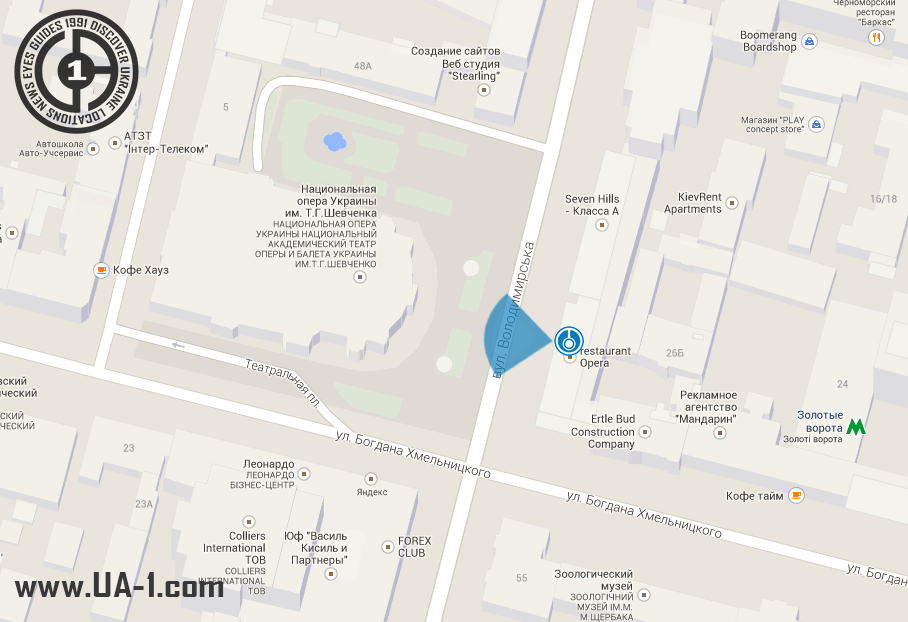 NEWS EYES GUIDES 1991 DISCOVER UKRAINE LOCATIONS
1
Черноморский
ресторан
"Баркас"
Boomerang
Boardshop
Создание сайтов
Веб студия
"Stearling"
48А
5
Магазин "PLAY
concept store"
АТЗТ
"Інтер-Телеком"
Автошкола
Авто-Учсервис
Национальная
опера Украины
им. Т.Г.Шевченка
НАЦИОНАЛЬНАЯ ОПЕРА
УКРАИНЫ НАЦИОНАЛЬНЫЙ
АКАДЕМИЧЕСКИЙ ТЕАТР
ОПЕРЫ И БАЛЕТА УКРАИНЫ
ИМ.Т.Г.ШЕВЧЕНКО
Seven Hills
- Класса А
KievRent
Apartments
16/18
Кофе Хауз
вул. Володимирська
restaurant
Opera
26Б
Театральная пл.
24
Рекламное
агентство
"Мандарин"
Золотые
ворота
Золоті ворота
Ertle Bud
Construction
Company
ул. Богдана Хмельницкого
23
Леонардо
ЛЕОНАРДО
БІЗНЕС-ЦЕНТР
Яндекс
23А
ул. Богдана Хмельницкого
Кофе тайм
Colliers
International
ТОВ
COLLIERS
INTERNATIONAL
ТОВ
Юф "Василь
Кисиль и
Партнеры"
FOREX
CLUB
55
Зоологический
музей
ЗООЛОГІЧНИЙ
МУЗЕЙ ІМ.М.
М.ЩЕРБАКА
ул. Богдан
www.UA-1.com